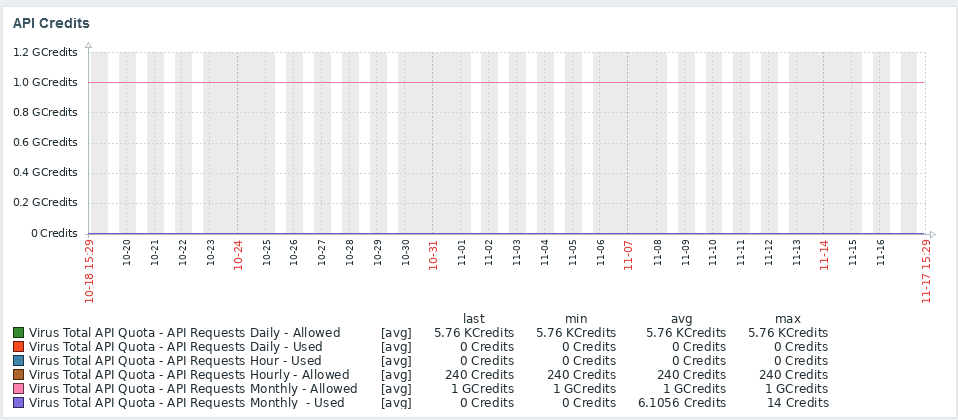 API Credits
1.2 GCredits
1.0 GCredits
0.8 GCredits
0.6 GCredits
0.4 GCredits
0.2 GCredits
0 Credits
10-18 15:29 10-20 10-21 10-22 10-23 10-24 10-25 10-26 10-27 10-28 10-29 10-30 10-31 11-01 11-02 11-03 11-04 11-05 11-06 11-07 11-08 11-09 11-10 11-11 11-12 11-13 11-14 11-15 11-16 11-17 15:29
last min avg max
Virus Total API Quota - API Requests Daily - Allowed [avg] 5.76 KCredits 5.76 KCredits 5.76 KCredits 5.76 KCredits
Virus Total API Quota - API Requests Daily - Used [avg] 0 Credits 0 Credits 0 Credits 0 Credits
Virus Total API Quota - API Requests Hour - Used [avg] 0 Credits 0 Credits 0 Credits 0 Credits
Virus Total API Quota - API Requests Hourly - Allowed [avg] 240 Credits 240 Credits 240 Credits 240 Credits
Virus Total API Quota - API Requests Monthly - Allowed [avg] 1 GCredits 1 GCredits 1 GCredits 1 GCredits
Virus Total API Quota - API Requests Monthly  - Used [avg] 0 Credits 0 Credits 6.1056 Credits 14 Credits